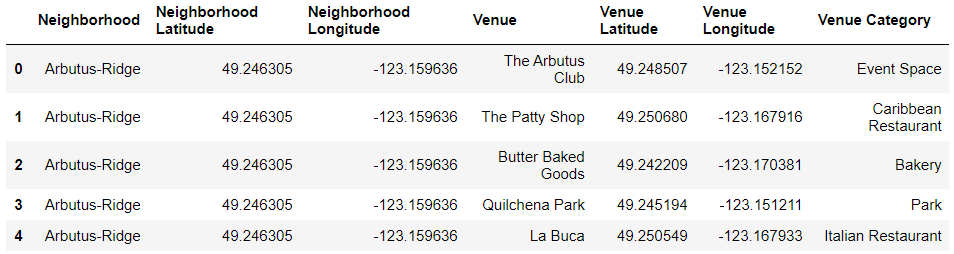 Neighborhood Neighborhood Latitude Neighborhood Longitude Venue Venue Latitude Venue Longitude Venue Category
0 Arbutus-Ridge 49.246305 -123.159636 The Arbutus Club 49.248507 -123.152152 Event Space
1 Arbutus-Ridge 49.246305 -123.159636 The Patty Shop 49.250680 -123.167916 Caribbean Restaurant
2 Arbutus-Ridge 49.246305 -123.159636 Butter Baked Goods 49.242209 -123.170381 Bakery
3 Arbutus-Ridge 49.246305 -123.159636 Quilchena Park 49.245194 -123.151211 Park
4 Arbutus-Ridge 49.246305 -123.159636 La Buca 49.250549 -123.167933 Italian Restaurant